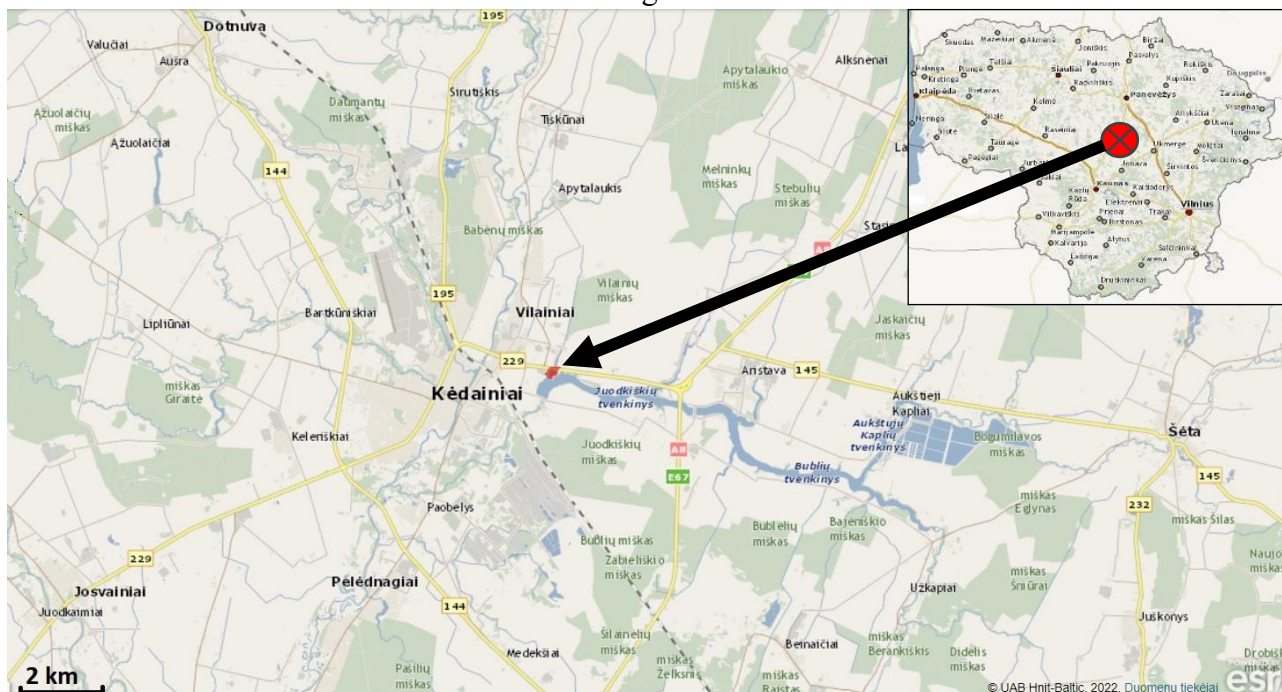 Dotnuva
195
Valučiai
Aušra
Ąžuolaičių
miškas
Ąžuolaičiai
Daumantų
miškas
Sirutiškis
Tiskūnai
Apytalaukio
miškas
Alksnėnai
144
Melninkų
miškas
Stebulių
miškas
Apytalaukis
Babėnų miškas
Vilainių
miškas
195
Vilainiai
Bartkūniškiai
Lipliūnai
229
Jaskaičių
miškas
Kėdainiai
Juodkiškių
tvenkinys
Aristava
145
miškas
Giraitė
Aukštieji
Kapliai
Aukštųjų
Kaplių
tvenkinys
Šėta
Keleriškiai
Juodkiškių
miškas
A8
E67
Bublių
tvenkinys
Bogumilavos
miškas
145
Paobelys
miškas
Eglynas
232
miškas Šilas
Bublių miškas
Bublelių
miškas
Bajeniškio
miškas
229
Zabieliškio
miškas
miškas
Šniūrai
Josvainiai
Pelėdnagiai
Užkapiai
Juodkaimiai
144
Juškonys
Šilainėlių
miškas
Beinaičiai
miškas
Berankiškis
Didelis
miškas
Medekšiai
miškas
Želksnis
Pasilių
miškas
miškas
Raistas
2 km
© UAB Hnit-Baltic, 2022, Duomenų tiekėjai
esri
Skuodas
Mažeikiai
Akmenė
Joniškis
Biržai
Pasvalys
Palanga
Kretinga
Plungė
Telšiai
Šiauliai
Pakruojis
Rokiškis
Kupiškis
Klaipėda
Rietavas
Radviliškis
Panevėžys
Zarasai
Visaginas
Kelmė
Anykščiai
Utena
Neringa
Šilutė
Šilalė
Raseiniai
Ignalina
Tauragė
Ukmergė
Molėtai
Pagėgiai
Švenčionys
Jonava
Širvintos
Kaunas
Kaišiadorys
Kazlų
Rūda
Elektrėnai
Vilnius
Vilkaviškis
Prienai
Trakai
Birštonas
Marijampolė
Kalvarija
Alytus
Šalčininkai
Lazdijai
Varėna
Druskininkai